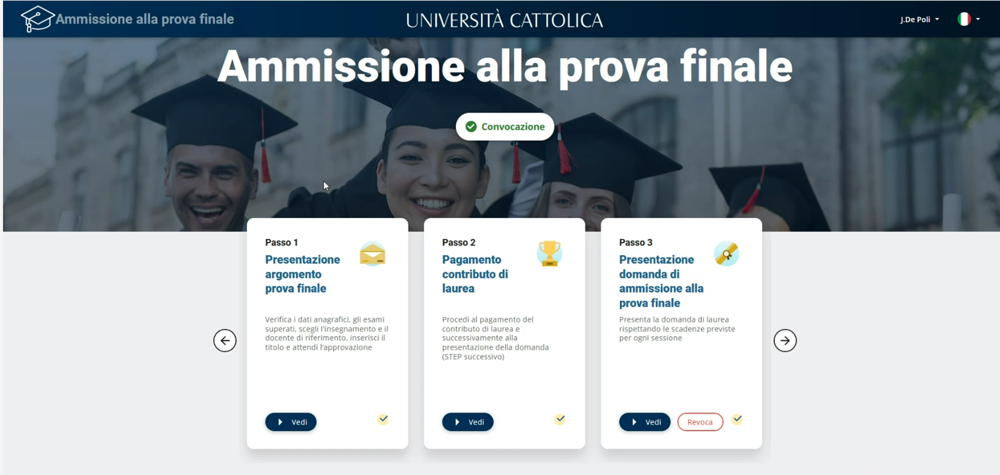 Ammissione alla prova finale
UNIVERSITÀ CATTOLICA
J.De Poli
Ammissione alla prova finale
Convocazione
Passo 1
Presentazione
argomento
prova finale
Verifica i dati anagrafici, gli esami
superati, scegli l'insegnamento e il
docente di riferimento, inserisci il
titolo e attendi l'approvazione
Vedi
Passo 2
Pagamento
contributo di
laurea
Procedi al pagamento del
contributo di laurea e
successivamente alla
presentazione della domanda
(STEP successivo)
Vedi
Passo 3
Presentazione
domanda di
ammissione alla
prova finale
Presenta la domanda di laurea
rispettando le scadenze previste
per ogni sessione
Vedi
Revoca